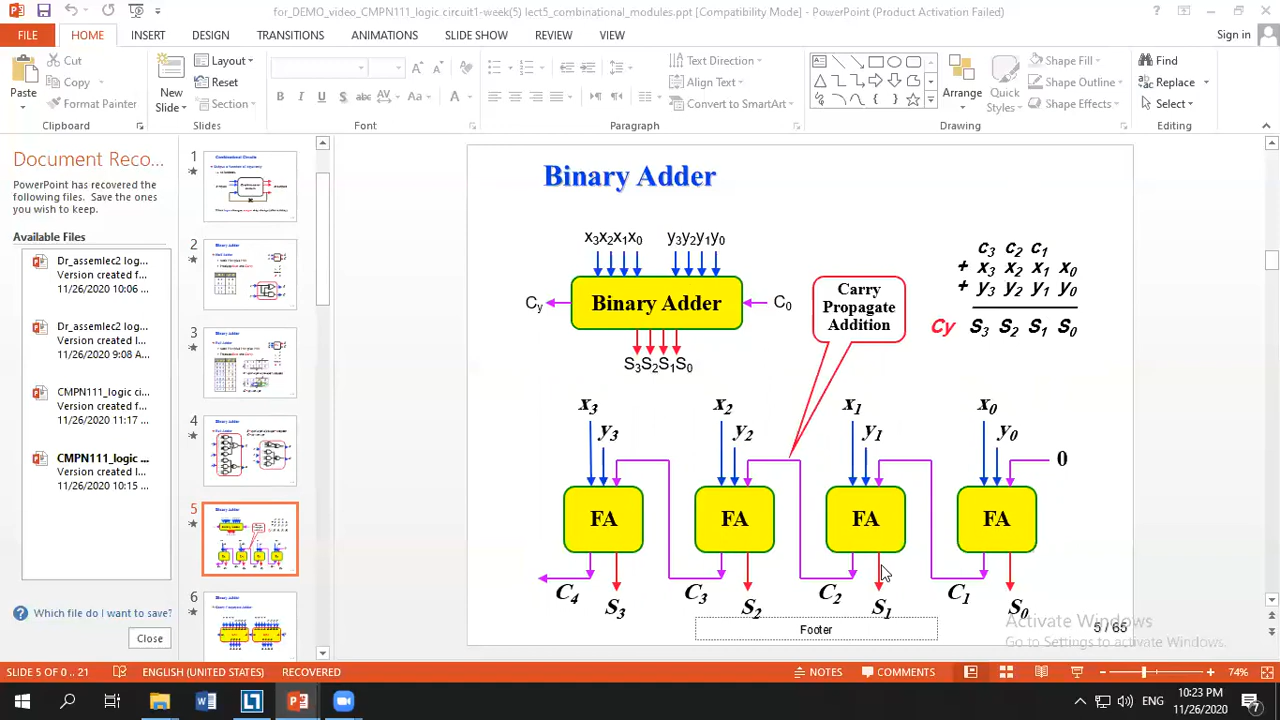 for_DEMO_video_CMPN111_logic circuit1-week(5) lect5_combinational_modules.ppt [Compatibility Mode] - PowerPoint (Product Activation Failed)
FILE HOME INSERT DESIGN TRANSITIONS ANIMATIONS SLIDE SHOW REVIEW VIEW Sign in
Paste
Cut
Copy
Format Painter
Clipboard
New Slide
Layout
Reset
Section
Slides
B I U S abc AV Aa A
Font
Text Direction
Align Text
Convert to SmartArt
Paragraph
Arrange
Quick Styles
Shape Fill
Shape Outline
Shape Effects
Drawing
Find
Replace
Select
Editing
Document Reco...
PowerPoint has recovered the
following files. Save the ones
you wish to keep.
Available Files
Dr_assemlec2 log...
Version created f...
11/26/2020 10:06 ...
Dr_assemlec2 log...
Version created f...
11/26/2020 9:08 A...
CMPN111_logic ci...
Version created f...
11/26/2020 11:17 ...
CMPN111_logic ...
Version created l...
11/26/2020 10:15 ...
Which file do I want to save?
Close
1
2
3
4
5
6
Binary Adder
x3x2x1x0 y3y2y1y0
Cy Binary Adder C0
S3S2S1S0
Carry
Propagate
Addition
c3 c2 c1
+ x3 x2 x1 x0
+ y3 y2 y1 y0
Cy S3 S2 S1 S0
x3 x2 x1 x0
y3 y2 y1 y0
0
FA FA FA FA
C4 S3 C3 S2 C2 S1 C1 S0
Footer
5 / 65
Activate Windows
Go to Settings to activate Windows.
SLIDE 5 OF 0 .. 21 ENGLISH (UNITED STATES) RECOVERED NOTES COMMENTS 74%
ENG
10:23 PM
11/26/2020
7